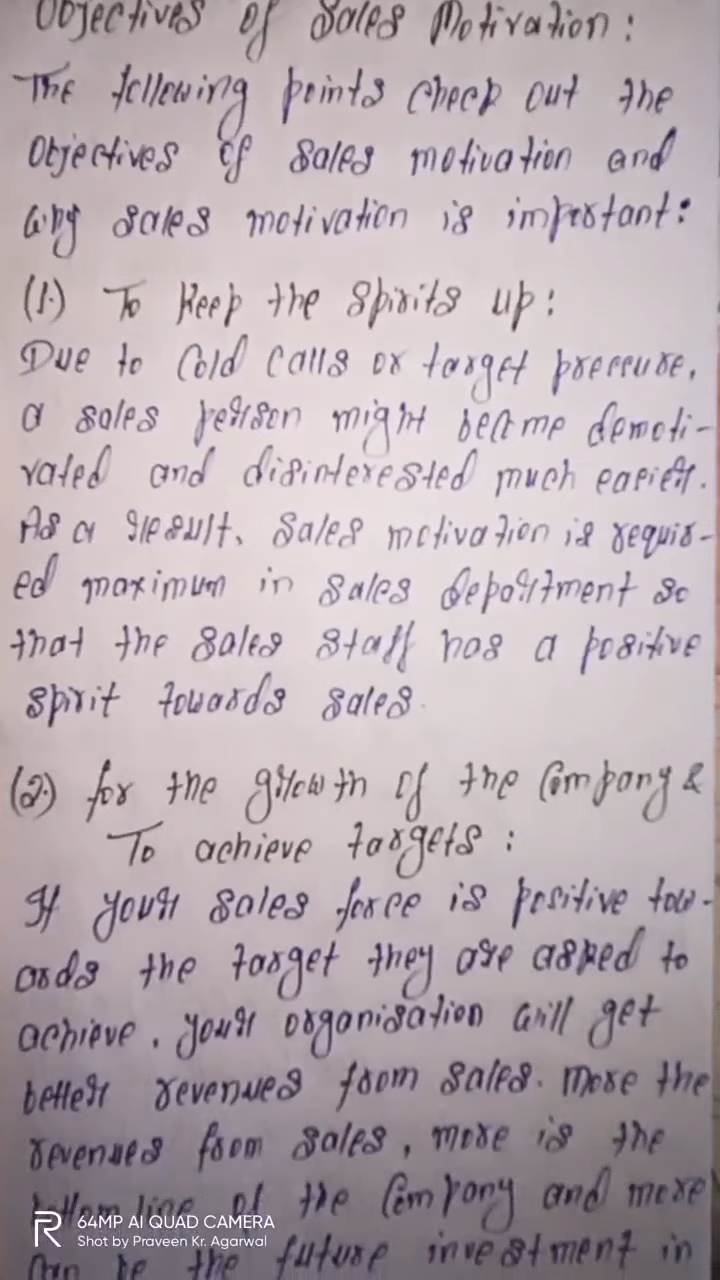 Objectives of Sales Motivation:
The following points check out the
Objectives of sales motivation and
why sales motivation is important:
(1.) To keep the spirits up:
Due to cold calls or target pressure,
a sales person might become demoti-
vated and disinterested much easier.
As a result, sales motivation is requir-
ed maximum in sales department so
that the sales staff has a positive
spirit towards sales.
(2.) for the growth of the Company &
To achieve targets:
If your sales force is positive tow-
ards the target they are asked to
achieve, your organisation will get
better revenues from sales. More the
revenues from sales, more is the
bottom line of the Company and more
can be the future investment in
64MP AI QUAD CAMERA
Shot by Praveen Kr. Agarwal